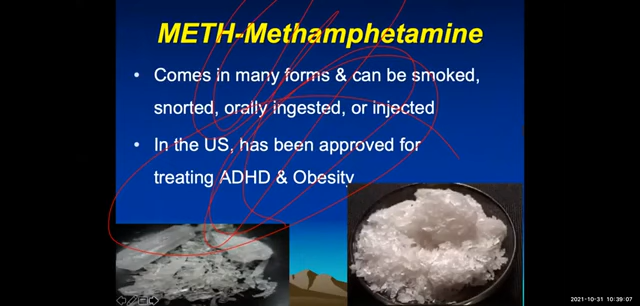 METH-Methamphetamine
• Comes in many forms & can be smoked,
snorted, orally ingested, or injected
• In the US, has been approved for
treating ADHD & Obesity
2021-10-31 10:39:07